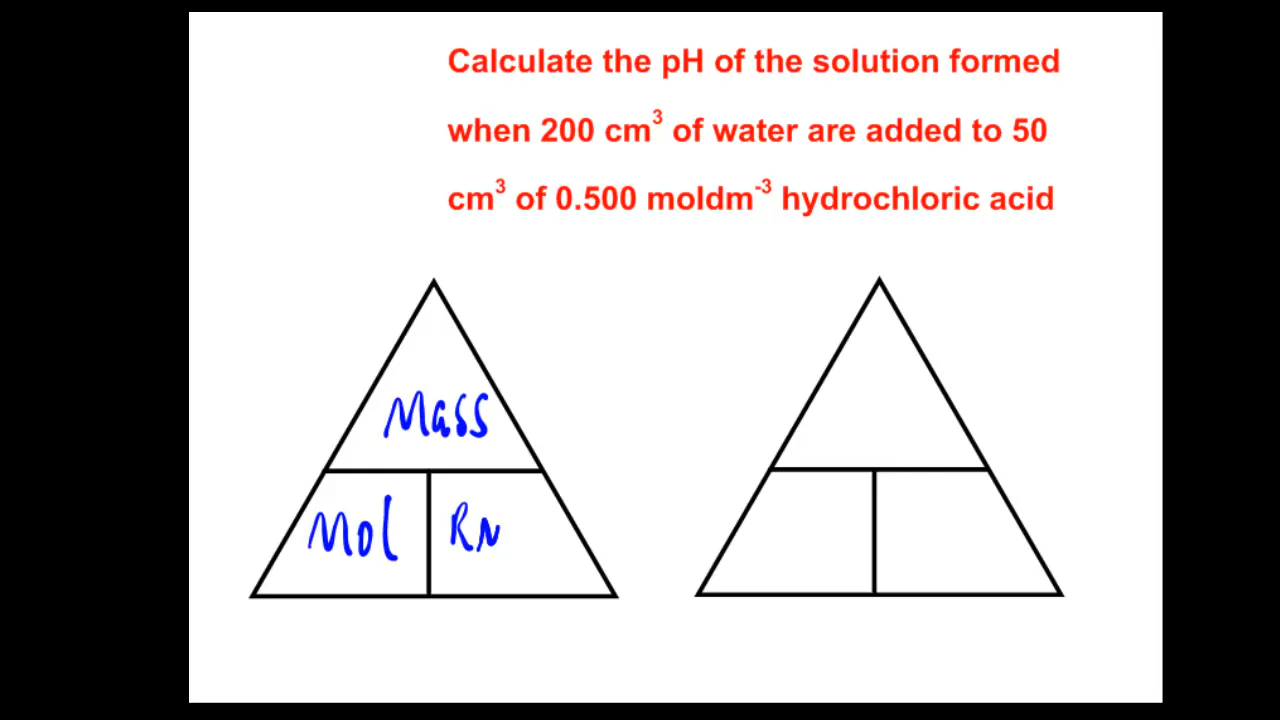 Calculate the pH of the solution formed
when 200 cm³ of water are added to 50
cm³ of 0.500 moldm⁻³ hydrochloric acid
Mass
Mol Rm